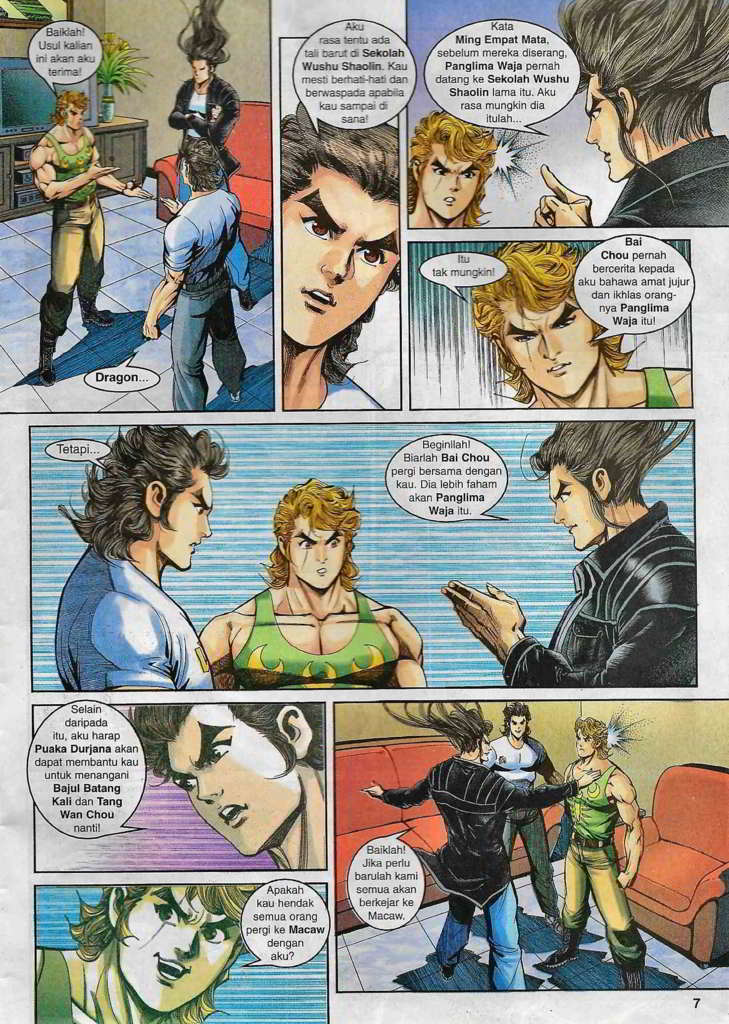 Baiklah!
Usul kalian
ini akan aku
terima!
Dragon...
Aku
rasa tentu ada
tali barut di Sekolah
Wushu Shaolin. Kau
mesti berhati-hati dan
berwaspada apabila
kau sampai di
sana!
Kata
Ming Empat Mata,
sebelum mereka diserang,
Panglima Waja pernah
datang ke Sekolah Wushu
Shaolin lama itu. Aku
rasa mungkin dia
itulah...
Itu
tak mungkin!
Bai
Chou pernah
bercerita kepada
aku bahawa amat jujur
dan ikhlas orang-
nya Panglima
Waja itu!
Tetapi...
Beginilah!
Biarlah Bai Chou
pergi bersama dengan
kau. Dia lebih faham
akan Panglima
Waja itu.
Selain
daripada
itu, aku harap
Puaka Durjana akan
dapat membantu kau
untuk menangani
Bajul Batang
Kali dan Tang
Wan Chou
nanti!
Apakah
kau hendak
semua orang
pergi ke Macaw
dengan
aku?
Baiklah!
Jika perlu
barulah kami
semua akan
berkejar ke
Macaw.
7